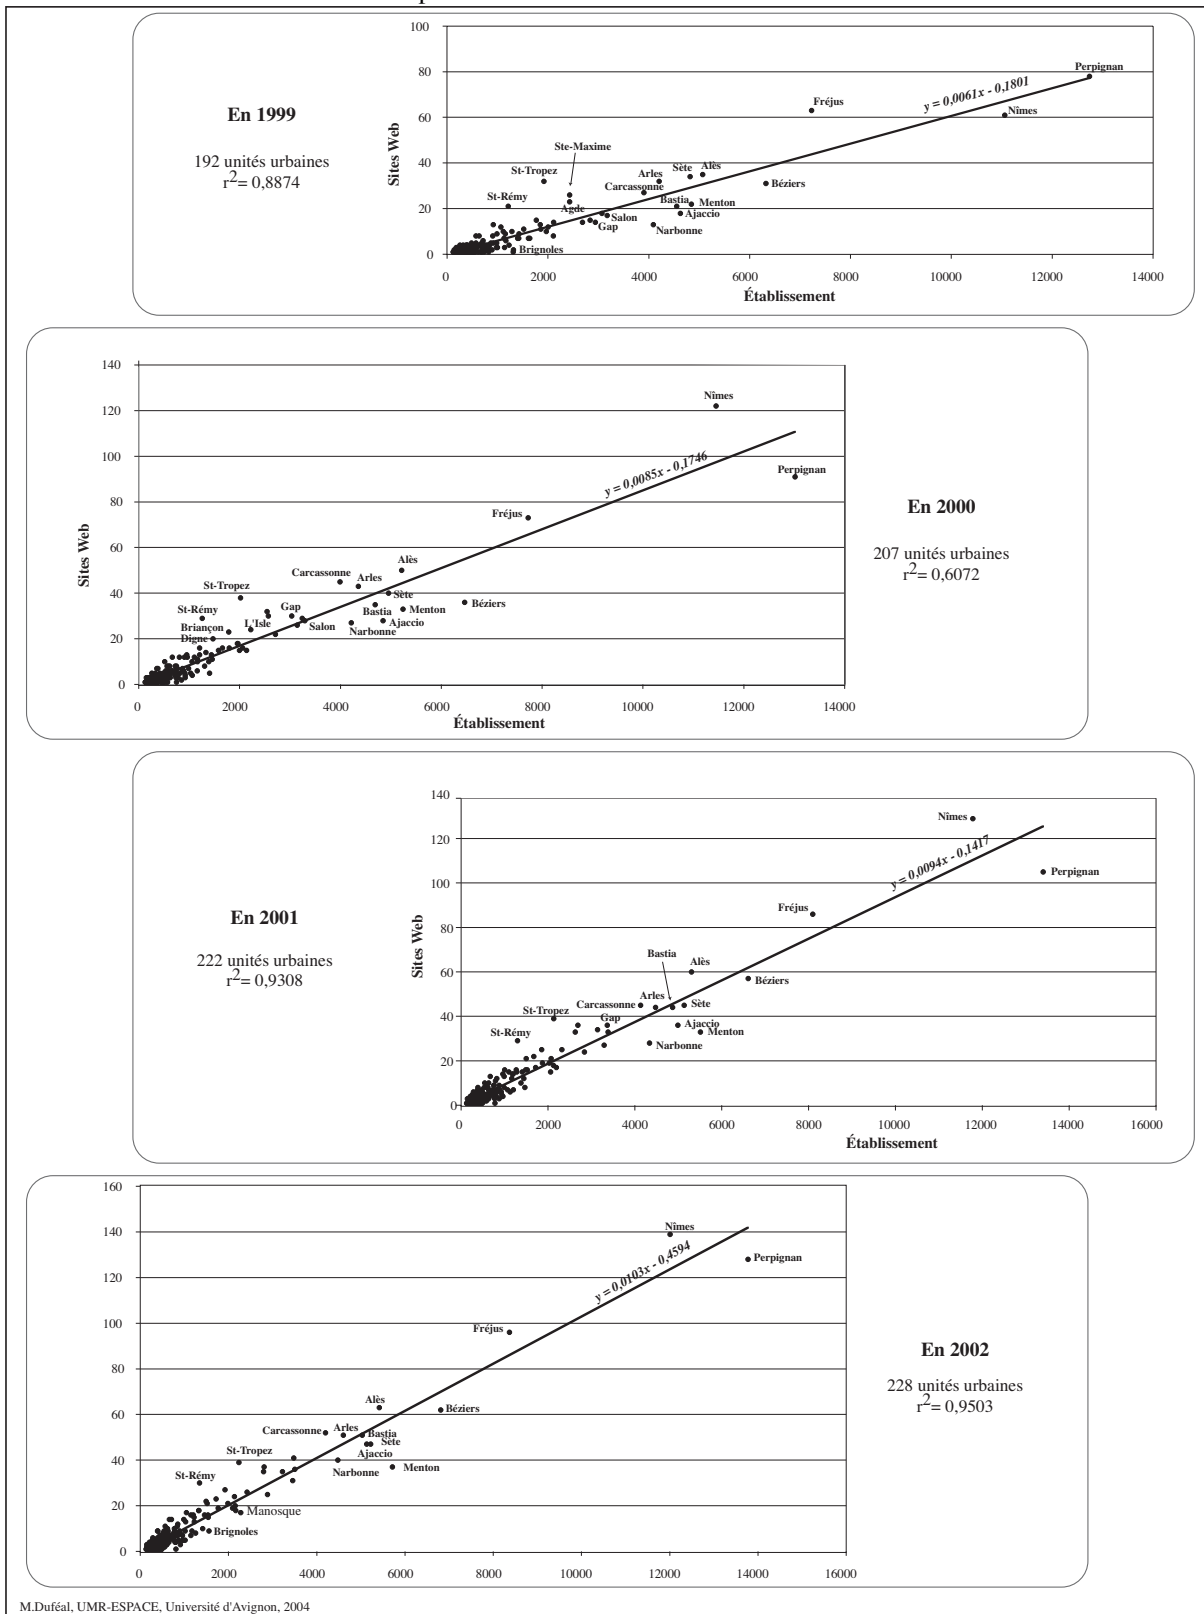 En 1999
192 unités urbaines
r2= 0,8874
100
80
60
40
20
0
Sites Web
Perpignan
y = 0,0061x - 0,1801
Fréjus
Nîmes
Ste-Maxime
St-Tropez
Sète
Alès
Arles
Carcassonne
Béziers
St-Rémy
Bastia
Menton
Agde
Salon
Ajaccio
Gap
Narbonne
Brignoles
0 2000 4000 6000 8000 10000 12000 14000
Établissement
140
120
100
80
60
40
20
0
Sites Web
Nîmes
y = 0,0085x - 0,1746
Perpignan
Fréjus
Alès
Carcassonne
Arles
St-Tropez
Sète
St-Rémy
Gap
Bastia
Menton
Béziers
Briançon
L'Isle
Salon
Narbonne
Ajaccio
Digne
0 2000 4000 6000 8000 10000 12000 14000
Établissement
En 2000
207 unités urbaines
r2= 0,6072
En 2001
222 unités urbaines
r2= 0,9308
140
120
100
80
60
40
20
0
Sites Web
Nîmes
y = 0,0094x - 0,1417
Perpignan
Fréjus
Bastia
Alès
Béziers
Arles
Carcassonne
Sète
St-Tropez
Gap
Ajaccio
St-Rémy
Menton
Narbonne
0 2000 4000 6000 8000 10000 12000 14000 16000
Établissement
160
140
120
100
80
60
40
20
0
Nîmes
y = 0,0103x - 0,4594
Perpignan
Fréjus
Alès
Béziers
Carcassonne
Arles
Bastia
Sète
St-Tropez
Ajaccio
St-Rémy
Narbonne
Menton
Manosque
Brignoles
0 2000 4000 6000 8000 10000 12000 14000 16000
En 2002
228 unités urbaines
r2= 0,9503
M.Duféal, UMR-ESPACE, Université d'Avignon, 2004